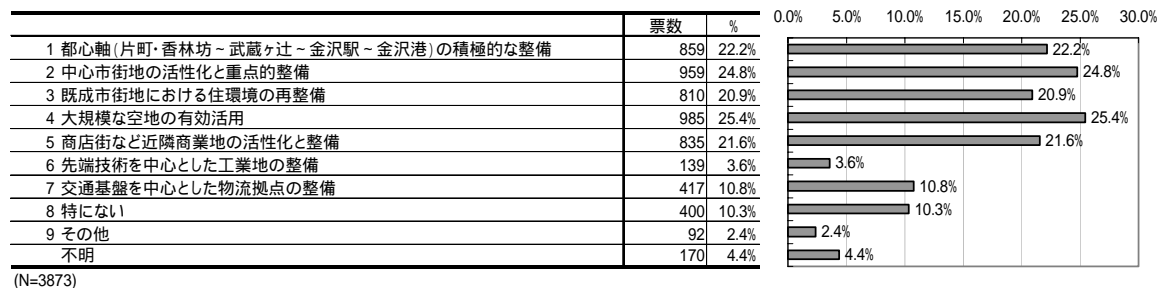 0.0% 5.0% 10.0% 15.0% 20.0% 25.0% 30.0%
票数 %
1 都心軸(片町・香林坊~武蔵ヶ辻~金沢駅~金沢港)の積極的な整備 859 22.2% 22.2%
2 中心市街地の活性化と重点的整備 959 24.8% 24.8%
3 既成市街地における住環境の再整備 810 20.9% 20.9%
4 大規模な空地の有効活用 985 25.4% 25.4%
5 商店街など近隣商業地の活性化と整備 835 21.6% 21.6%
6 先端技術を中心とした工業地の整備 139 3.6% 3.6%
7 交通基盤を中心とした物流拠点の整備 417 10.8% 10.8%
8 特にない 400 10.3% 10.3%
9 その他 92 2.4% 2.4%
不明 170 4.4% 4.4%
(N=3873)